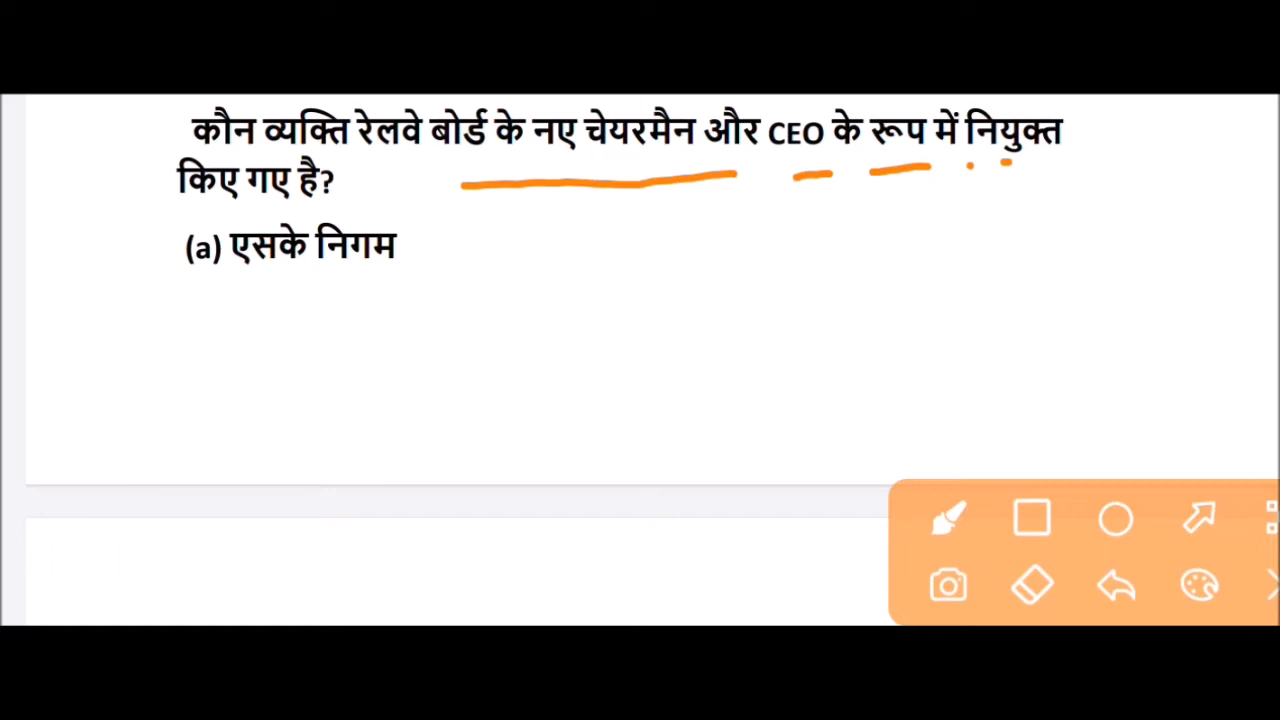 कौन व्यक्ति रेलवे बोर्ड के नए चेयरमैन और CEO के रूप में नियुक्त
किए गए है?
(a) एसके निगम